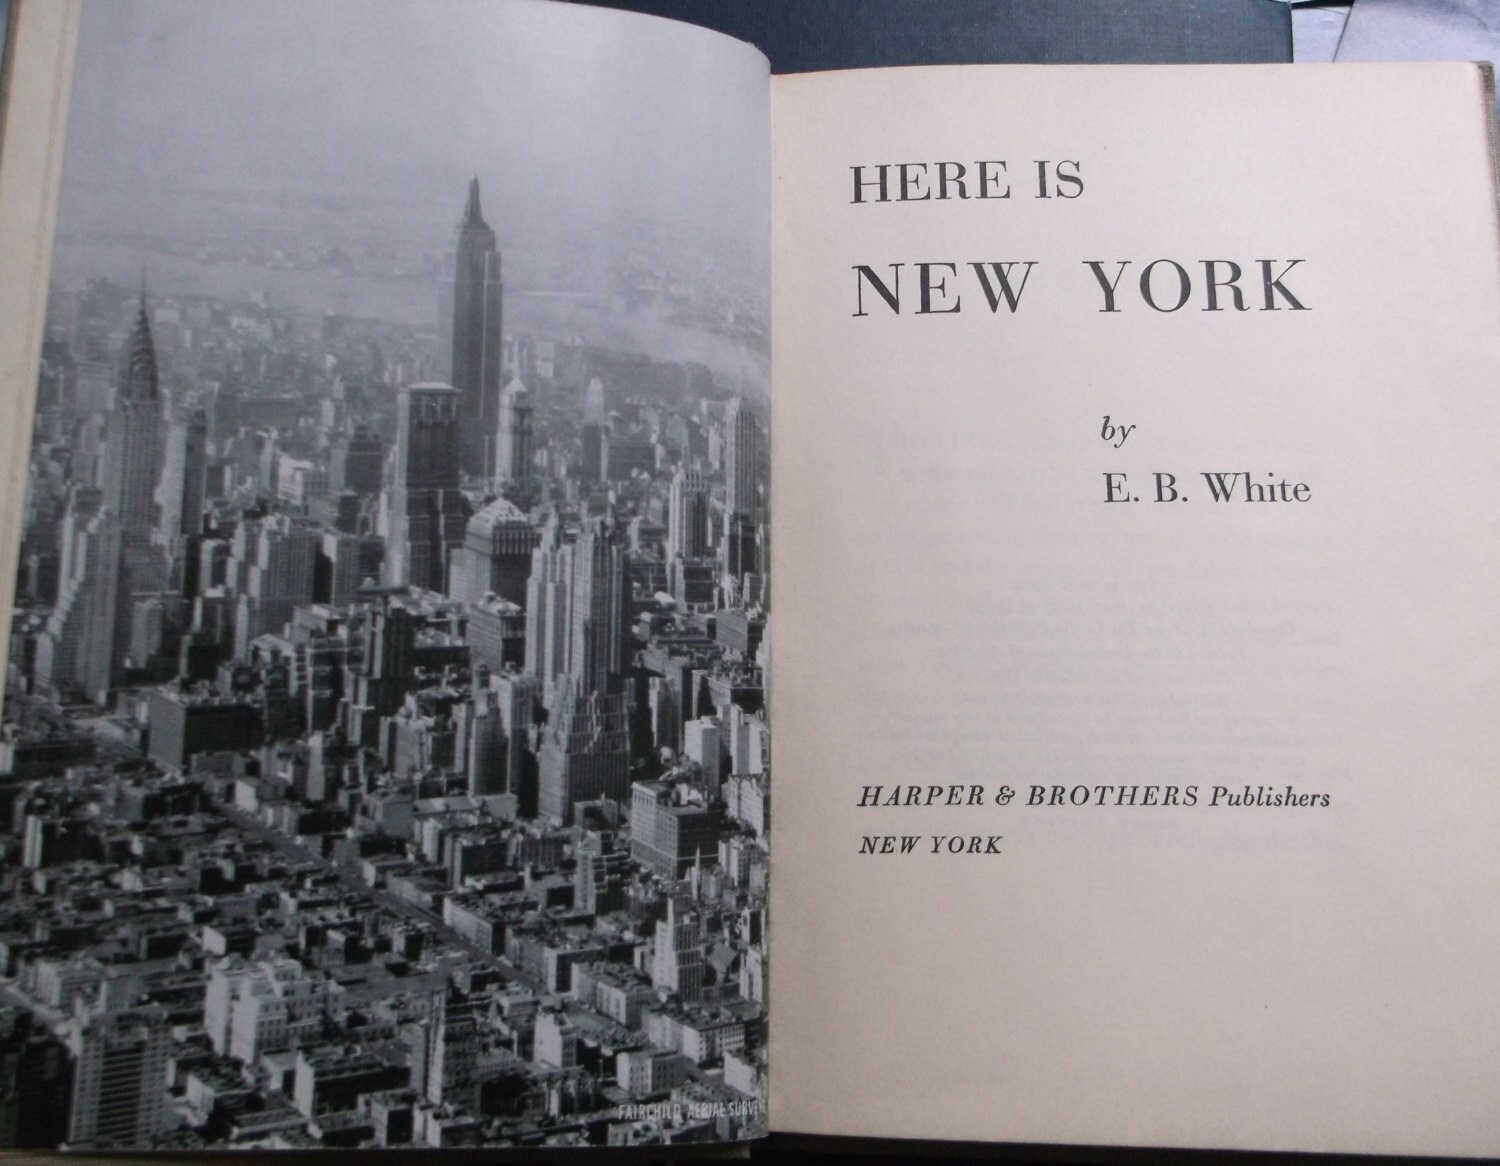 FAIRCHILD AERIAL SURVEYS
HERE IS
NEW YORK
by
E. B. White
HARPER & BROTHERS Publishers
NEW YORK